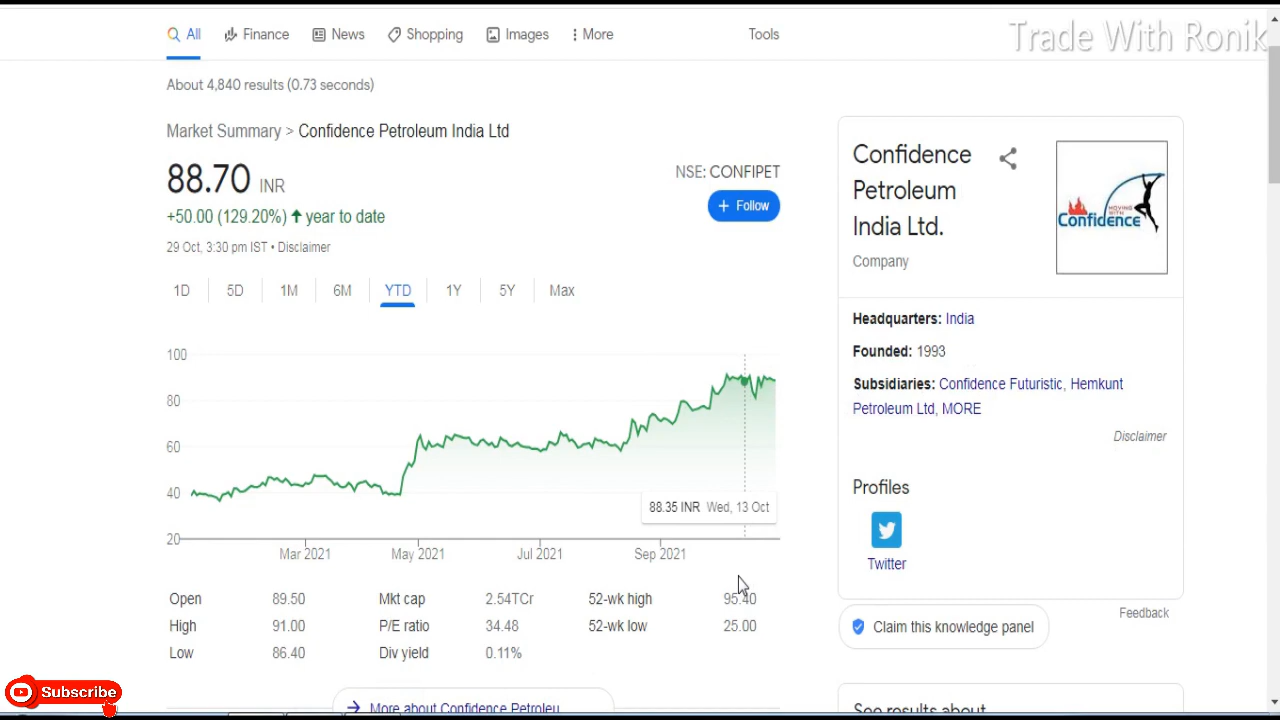 Trade With Ronik
All
Finance
News
Shopping
Images
More
Tools
About 4,840 results (0.73 seconds)
Market Summary > Confidence Petroleum India Ltd
88.70 INR
+50.00 (129.20%) ↑ year to date
29 Oct, 3:30 pm IST • Disclaimer
NSE: CONFIPET
+ Follow
1D 5D 1M 6M YTD 1Y 5Y Max
100
80
60
40
20
88.35 INR Wed, 13 Oct
Mar 2021 May 2021 Jul 2021 Sep 2021
Open 89.50 Mkt cap 2.54TCr 52-wk high 95.40
High 91.00 P/E ratio 34.48 52-wk low 25.00
Low 86.40 Div yield 0.11%
More about Confidence Petroleu
Confidence
Petroleum
India Ltd.
Company
MOVING WITH
Confidence
Headquarters: India
Founded: 1993
Subsidiaries: Confidence Futuristic, Hemkunt
Petroleum Ltd, MORE
Disclaimer
Profiles
Twitter
Feedback
Claim this knowledge panel
See results about
Subscribe